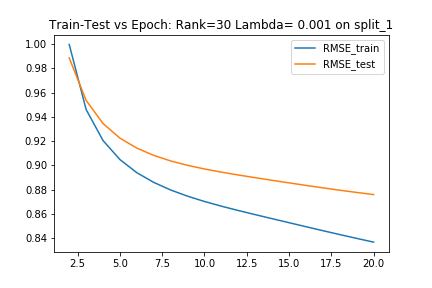 Train-Test vs Epoch: Rank=30 Lambda= 0.001 on split_1
RMSE_train
RMSE_test
1.00
0.98
0.96
0.94
0.92
0.90
0.88
0.86
0.84
2.5 5.0 7.5 10.0 12.5 15.0 17.5 20.0